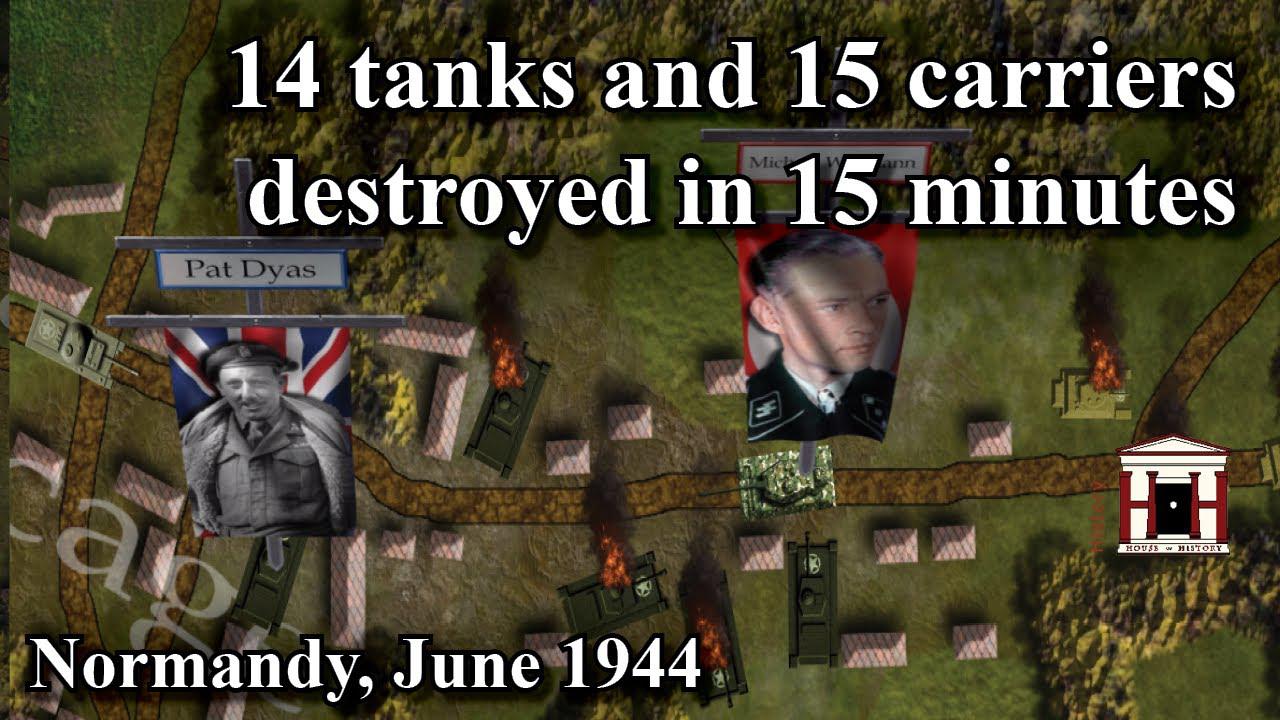 14 tanks and 15 carriers
destroyed in 15 minutes
Pat Dyas
HOUSE OF HISTORY
Normandy, June 1944